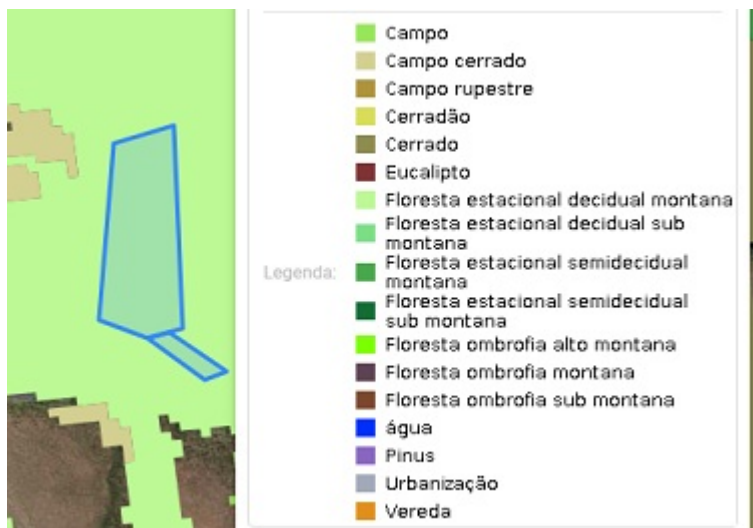 Campo
Campo cerrado
Campo rupestre
Cerradão
Cerrado
Eucalipto
Floresta estacional decidual montana
Floresta estacional decidual sub
montana
Legenda:
Floresta estacional semidecidual
montana
Floresta estacional semidecidual
sub montana
Floresta ombrofia alto montana
Floresta ombrofia montana
Floresta ombrofia sub montana
água
Pinus
Urbanização
Vereda